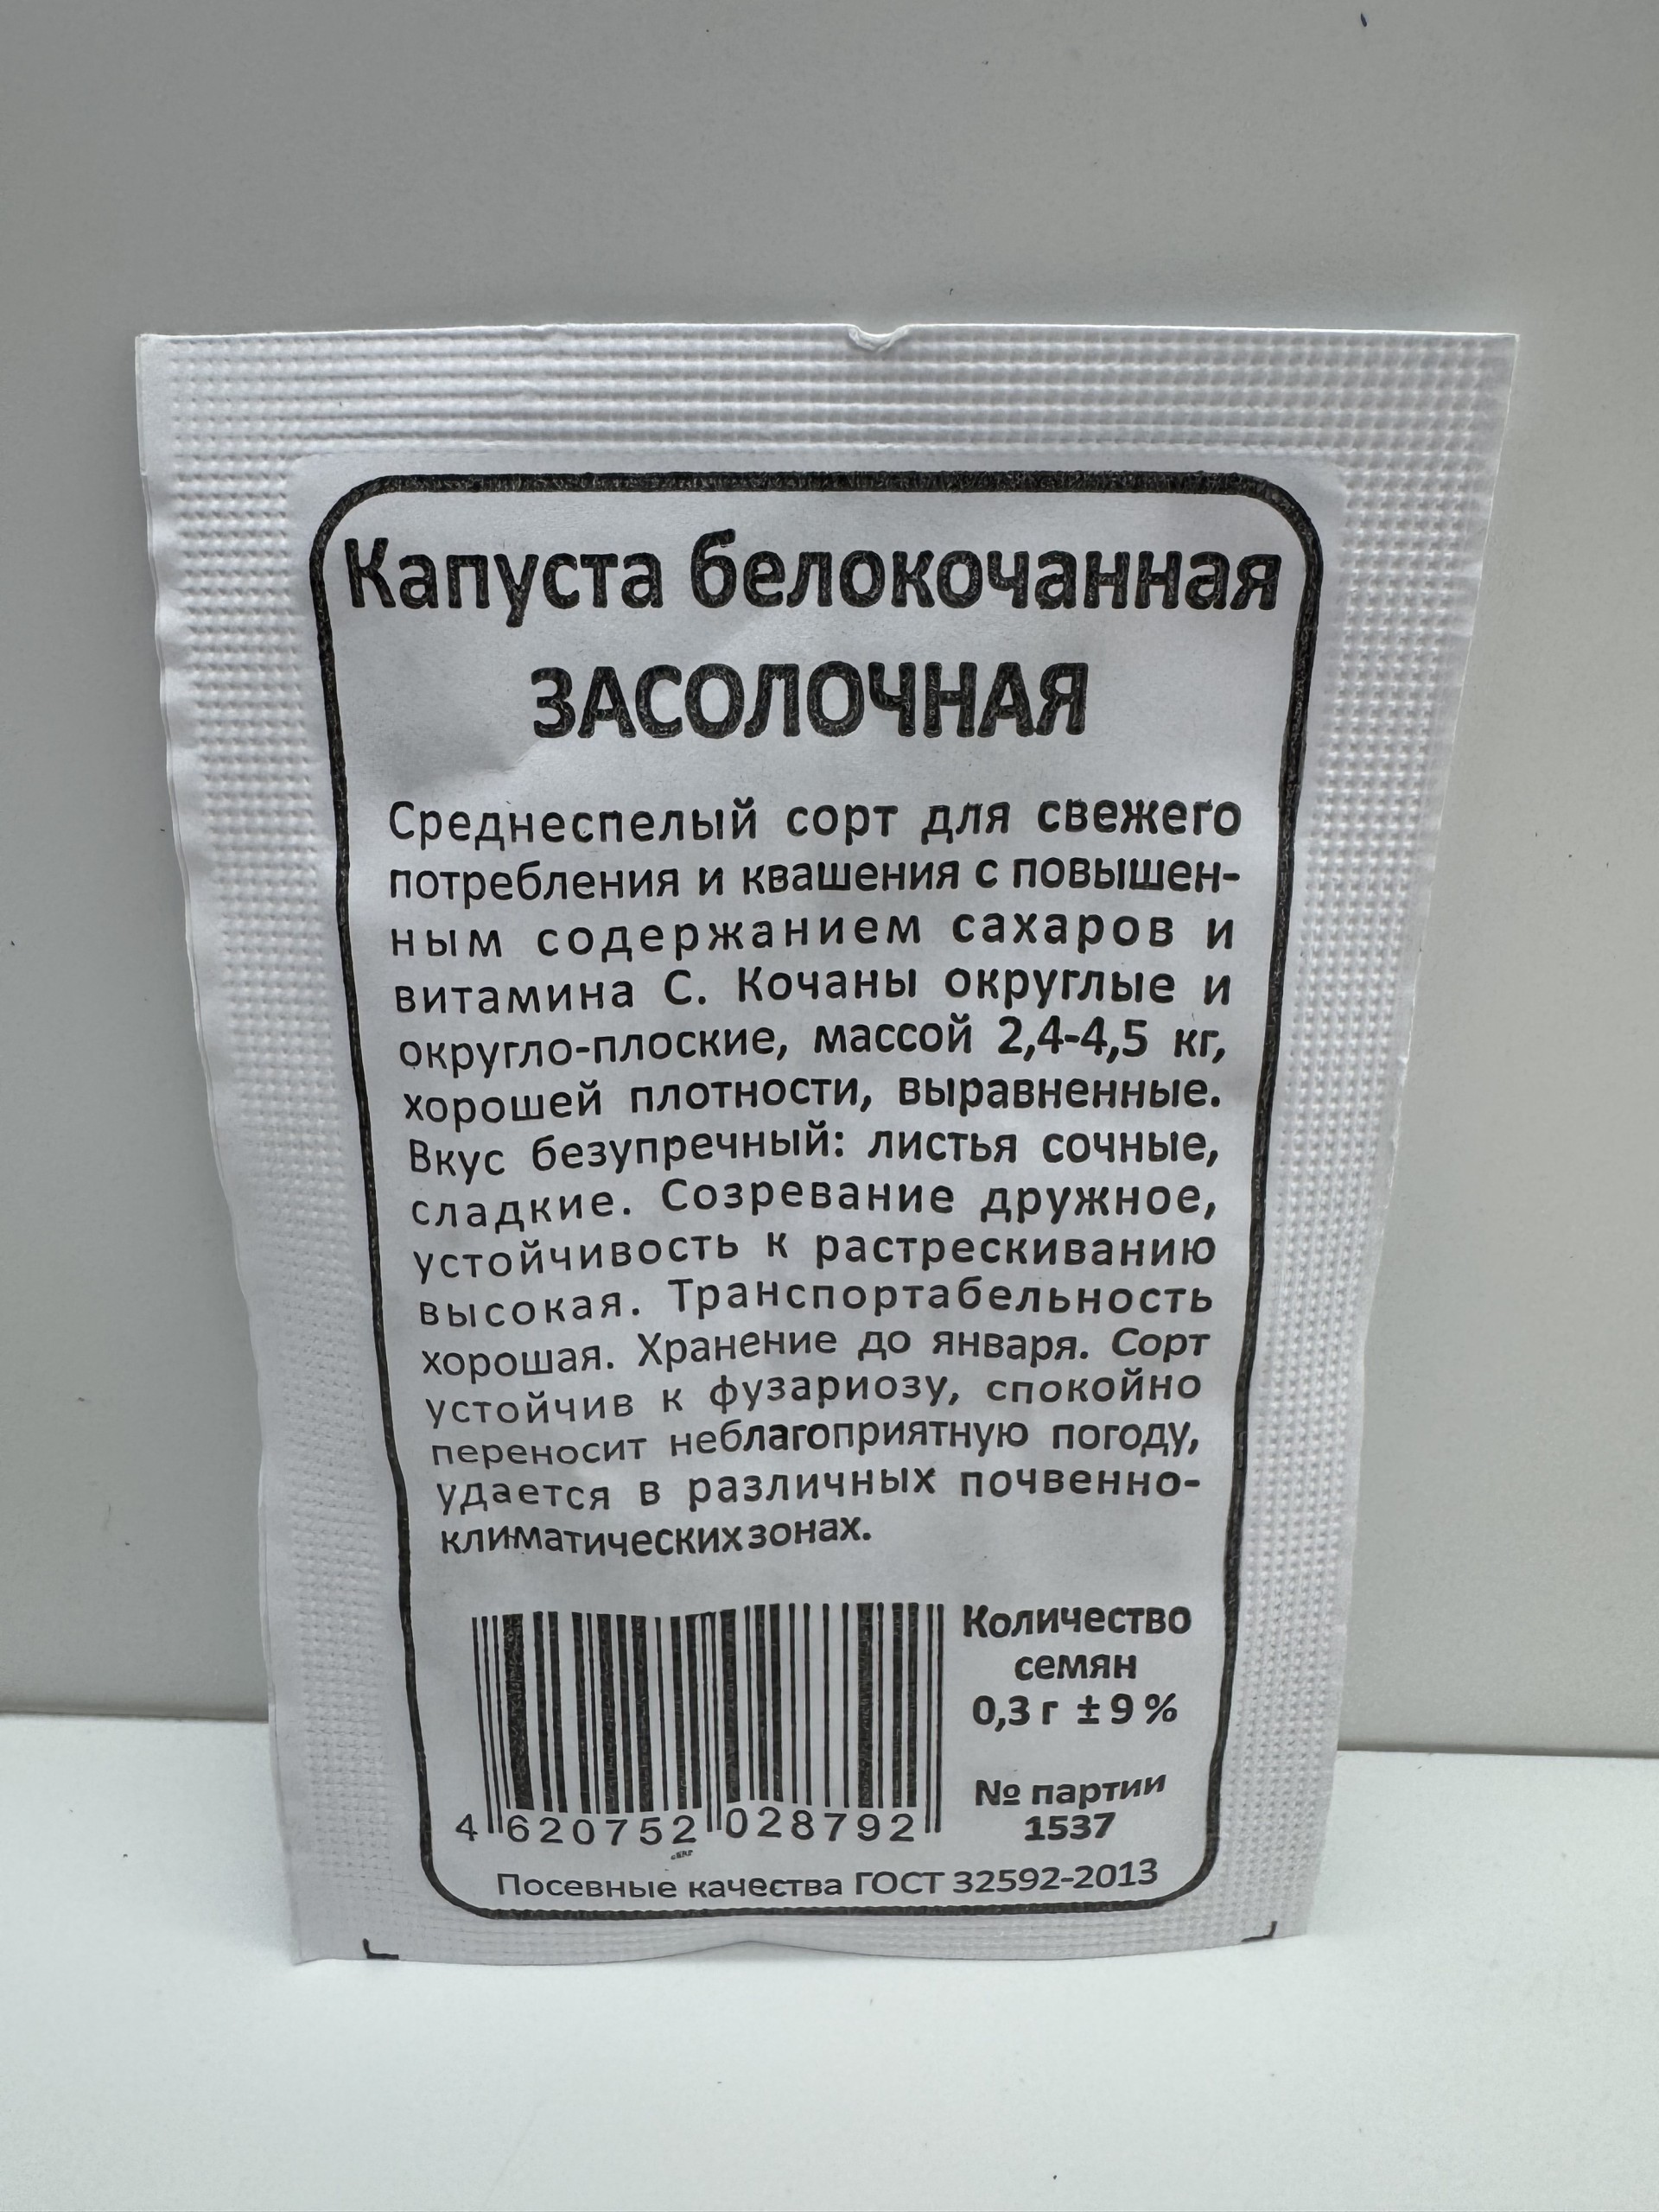 Капуста белокочанная
ЗАСОЛОЧНАЯ
Среднеспелый сорт для свежего
потребления и квашения с повышен-
ным содержанием сахаров и
витамина С. Кочаны округлые и
округло-плоские, массой 2,4-4,5 кг,
хорошей плотности, выравненные.
Вкус безупречный: листья сочные,
сладкие. Созревание дружное,
устойчивость к растрескиванию
высокая. Транспортабельность
хорошая. Хранение до января. Сорт
устойчив к фузариозу, спокойно
переносит неблагоприятную погоду,
удается в различных почвенно-
климатических зонах.
Количество
семян
0,3 г ± 9 %
№ партии
1537
4 620752 028792
Посевные качества ГОСТ 32592-2013